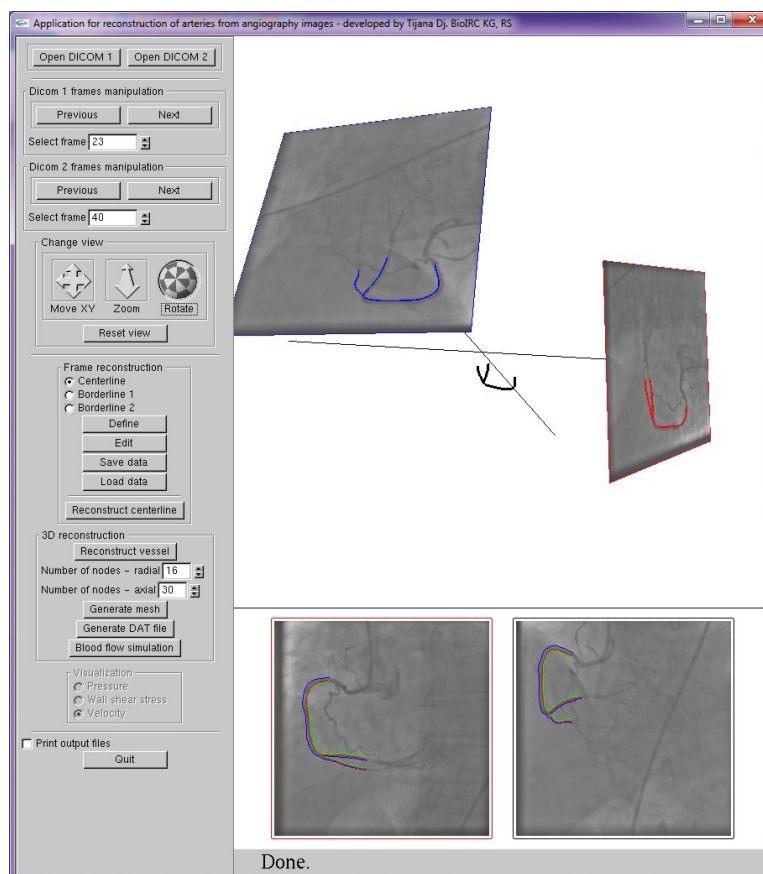 Application for reconstruction of arteries from angiography images - developed by Tijana Dj. BioIRC KG, RS
Open DICOM 1 Open DICOM 2
Dicom 1 frames manipulation
Previous Next
Select frame 23
Dicom 2 frames manipulation
Previous Next
Select frame 40
Change view
Move XY Zoom Rotate
Reset view
Frame reconstruction
Centerline
Borderline 1
Borderline 2
Define
Edit
Save data
Load data
Reconstruct centerline
3D reconstruction
Reconstruct vessel
Number of nodes - radial 16
Number of nodes - axial 30
Generate mesh
Generate DAT file
Blood flow simulation
Visualization
Pressure
Wall shear stress
Velocity
Print output files
Quit
Done.